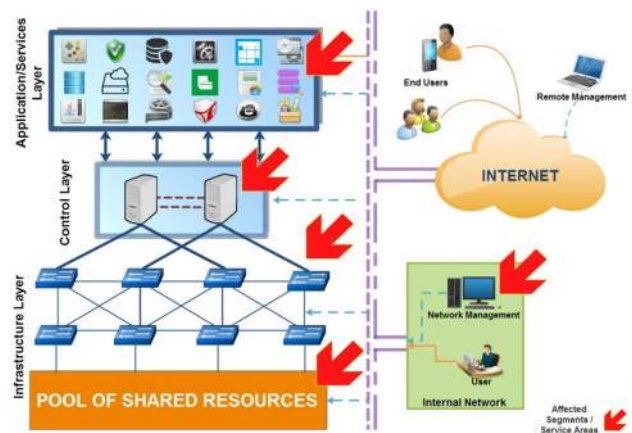 Application/Services
Layer
End Users
Remote Management
INTERNET
Control Layer
Infrastructure Layer
Network Management
User
Internal Network
POOL OF SHARED RESOURCES
Affected
Segments /
Service Areas